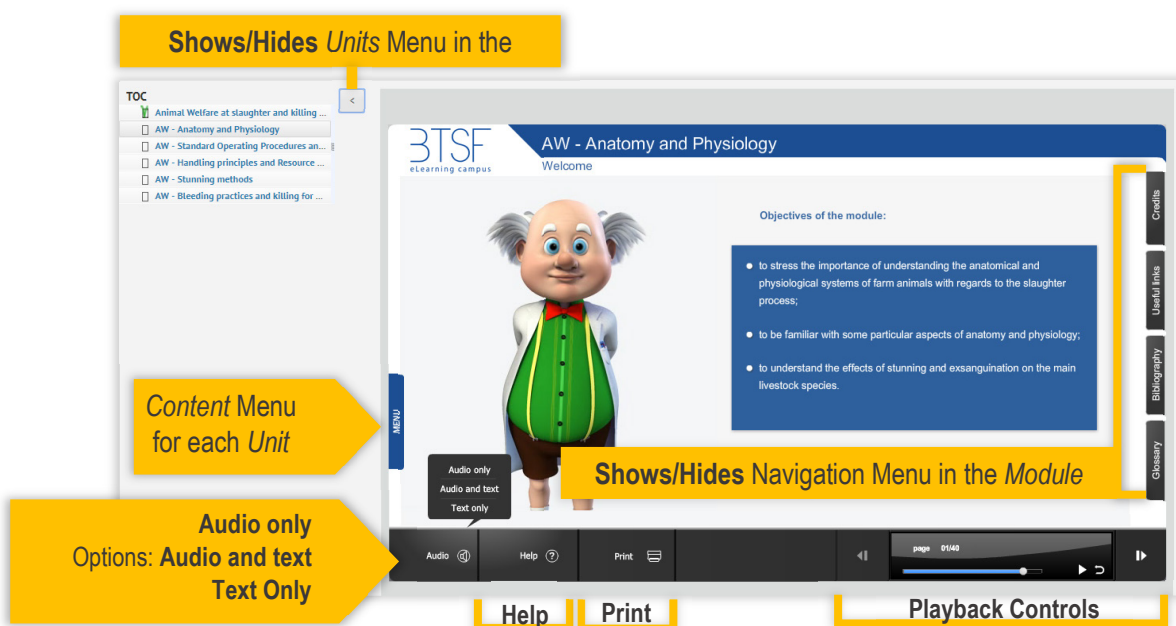 Shows/Hides Units Menu in the
TOC
<
Animal Welfare at slaughter and killing ...
AW - Anatomy and Physiology
AW - Standard Operating Procedures an...
AW - Handling principles and Resource ...
AW - Stunning methods
AW - Bleeding practices and killing for ...
BTSF
eLearning campus
AW - Anatomy and Physiology
Welcome
Objectives of the module:
to stress the importance of understanding the anatomical and
physiological systems of farm animals with regards to the slaughter
process;
to be familiar with some particular aspects of anatomy and physiology;
to understand the effects of stunning and exsanguination on the main
livestock species.
Credits
Useful links
Bibliography
Glossary
Content Menu
for each Unit
MENU
Shows/Hides Navigation Menu in the Module
Audio only
Audio and text
Text only
Audio only
Options: Audio and text
Text Only
Audio
Help ?
Print
page 01/40
Help
Print
Playback Controls